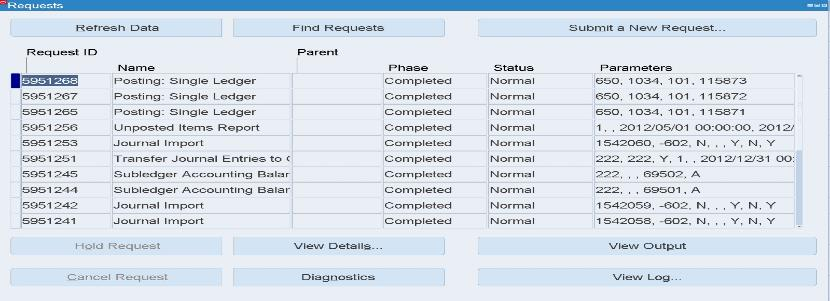 Requests
Refresh Data Find Requests Submit a New Request...
Request ID Parent
Name Phase Status Parameters
5951268 Posting: Single Ledger Completed Normal 650, 1034, 101, 115873
5951267 Posting: Single Ledger Completed Normal 650, 1034, 101, 115872
5951265 Posting: Single Ledger Completed Normal 650, 1034, 101, 115871
5951256 Unposted Items Report Completed Normal 1, , 2012/05/01 00:00:00, 2012/
5951253 Journal Import Completed Normal 1542060, -602, N, , , Y, N, Y
5951251 Transfer Journal Entries to Completed Normal 222, 222, Y, 1, , 2012/12/31 00:
5951245 Subledger Accounting Balar Completed Normal 222, , , 69502, A
5951244 Subledger Accounting Balar Completed Normal 222, , , 69501, A
5951242 Journal Import Completed Normal 1542059, -602, N, , , Y, N, Y
5951241 Journal Import Completed Normal 1542058, -602, N, , , Y, N, Y
Hold Request View Details... View Output
Cancel Request Diagnostics View Log...